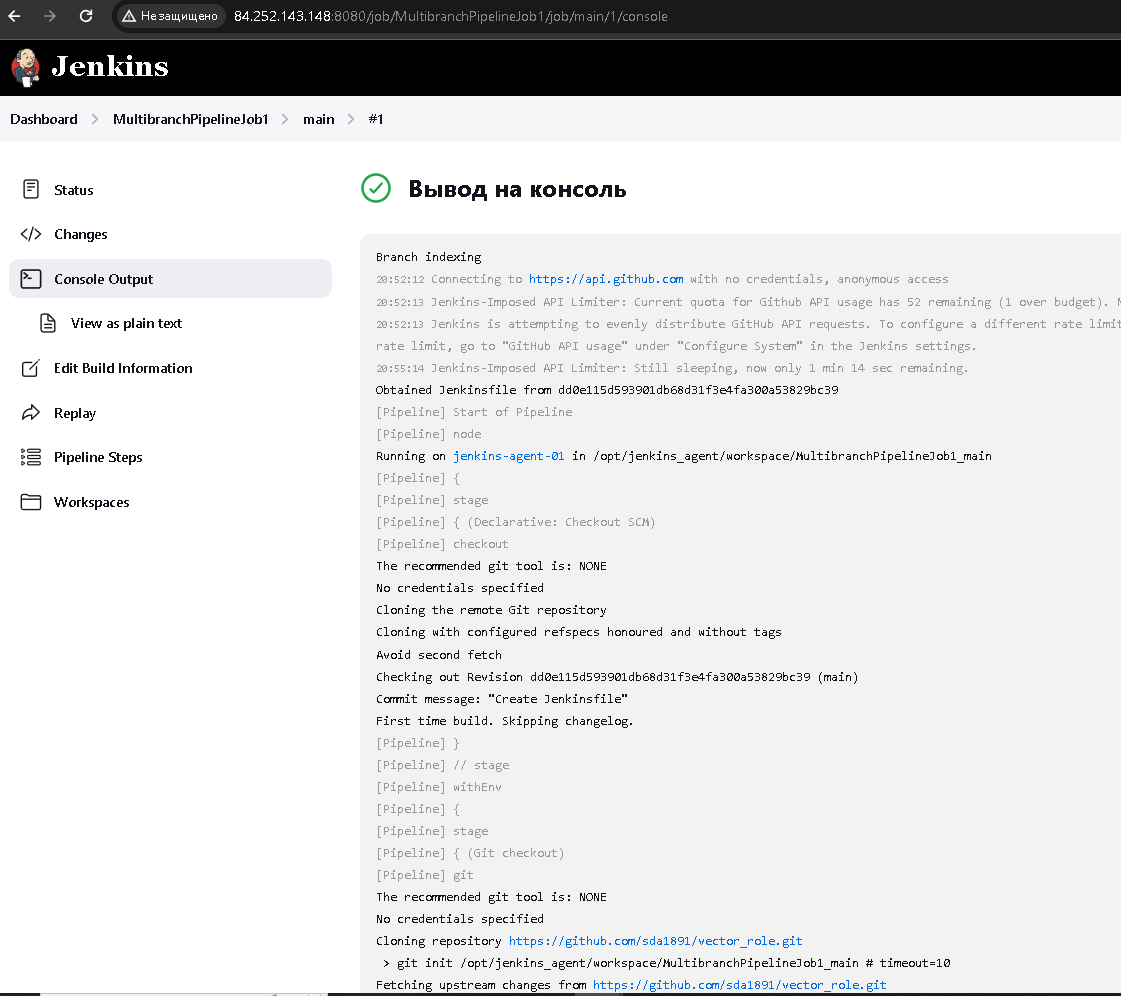 Не защищено 84.252.143.148:8080/job/MultibranchPipelineJob1/job/main/1/console
Jenkins
Dashboard > MultibranchPipelineJob1 > main > #1
Status
Changes
Console Output
View as plain text
Edit Build Information
Replay
Pipeline Steps
Workspaces
Вывод на консоль
Branch indexing
20:52:12 Connecting to https://api.github.com with no credentials, anonymous access
20:52:13 Jenkins-Imposed API Limiter: Current quota for Github API usage has 52 remaining (1 over budget).
20:52:13 Jenkins is attempting to evenly distribute GitHub API requests. To configure a different rate limit
rate limit, go to "GitHub API usage" under "Configure System" in the Jenkins settings.
20:55:14 Jenkins-Imposed API Limiter: Still sleeping, now only 1 min 14 sec remaining.
Obtained Jenkinsfile from dd0e115d593901db68d31f3e4fa300a53829bc39
[Pipeline] Start of Pipeline
[Pipeline] node
Running on jenkins-agent-01 in /opt/jenkins_agent/workspace/MultibranchPipelineJob1_main
[Pipeline] {
[Pipeline] stage
[Pipeline] { (Declarative: Checkout SCM)
[Pipeline] checkout
The recommended git tool is: NONE
No credentials specified
Cloning the remote Git repository
Cloning with configured refspecs honoured and without tags
Avoid second fetch
Checking out Revision dd0e115d593901db68d31f3e4fa300a53829bc39 (main)
Commit message: "Create Jenkinsfile"
First time build. Skipping changelog.
[Pipeline] }
[Pipeline] // stage
[Pipeline] withEnv
[Pipeline] {
[Pipeline] stage
[Pipeline] { (Git checkout)
[Pipeline] git
The recommended git tool is: NONE
No credentials specified
Cloning repository https://github.com/sda1891/vector_role.git
> git init /opt/jenkins_agent/workspace/MultibranchPipelineJob1_main # timeout=10
Fetching upstream changes from https://github.com/sda1891/vector_role.git